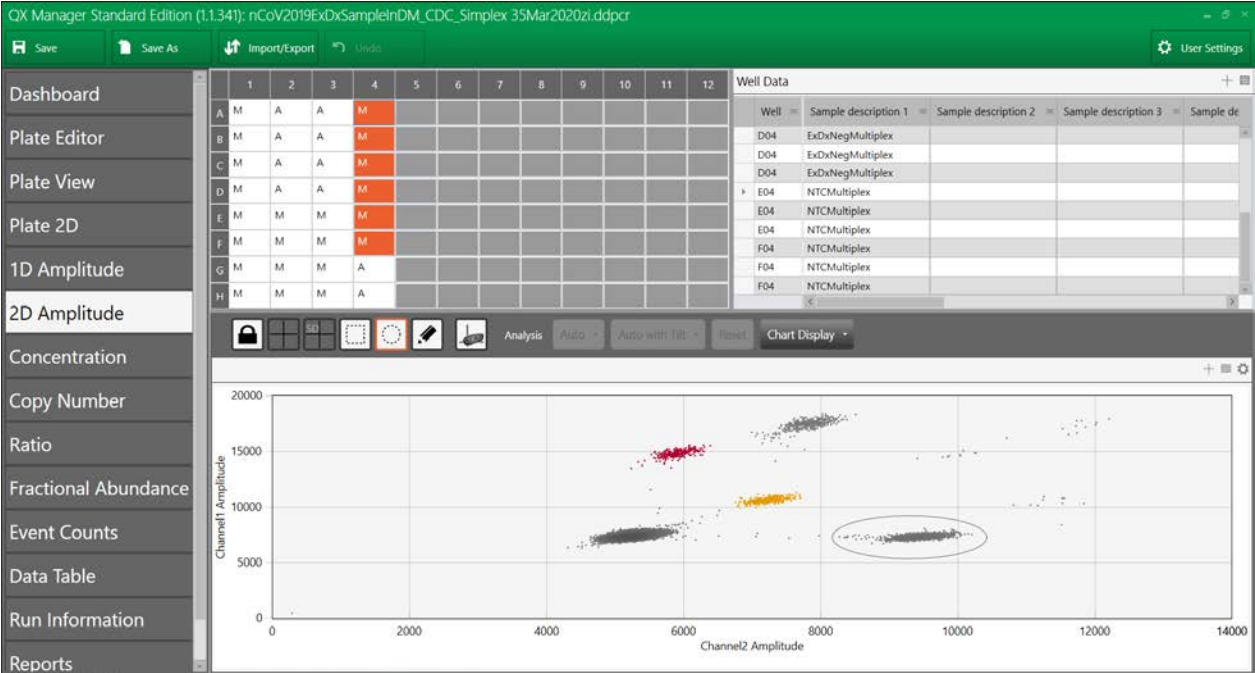 QX Manager Standard Edition (1.1.341): nCoV2019ExDxSampleInDM_CDC_Simplex 35Mar2020zi.ddpcr
Save Save As Import/Export Undo User Settings
Dashboard
Plate Editor
Plate View
Plate 2D
1D Amplitude
2D Amplitude
Concentration
Copy Number
Ratio
Fractional Abundance
Event Counts
Data Table
Run Information
Reports
1 2 3 4 5 6 7 8 9 10 11 12
A M A A M
B M A A M
C M A A M
D M A A M
E M M M M
F M M M M
G M M M A
H M M M A
Well Data
Well Sample description 1 Sample description 2 Sample description 3 Sample de
D04 ExDxNegMultiplex
D04 ExDxNegMultiplex
D04 ExDxNegMultiplex
E04 NTCMultiplex
E04 NTCMultiplex
E04 NTCMultiplex
F04 NTCMultiplex
F04 NTCMultiplex
F04 NTCMultiplex
SD Analysis Auto Auto with Tilt Reset Chart Display
20000
15000
10000
5000
0
Channel1 Amplitude
0 2000 4000 6000 8000 10000 12000 14000
Channel2 Amplitude